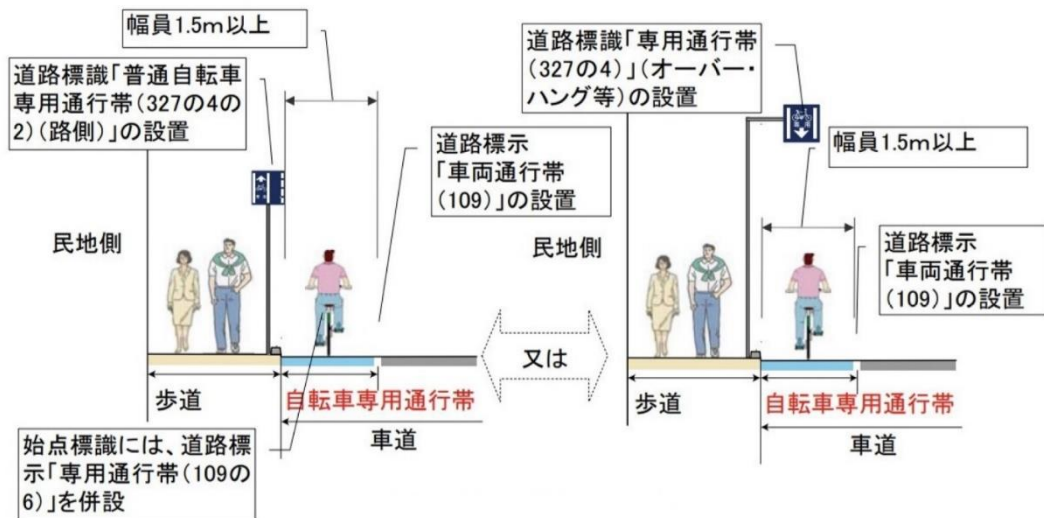 幅員1.5m以上
道路標識「普通自転車
専用通行帯(327の4の
2)(路側)」の設置
道路標示
「車両通行帯
(109)」の設置
民地側
歩道
自転車専用通行帯
車道
始点標識には、道路標
示「専用通行帯(109の
6)」を併設
又は
道路標識「専用通行帯
(327の4)」(オーバー・
ハング等)の設置
幅員1.5m以上
民地側
道路標示
「車両通行帯
(109)」の設置
歩道
自転車専用通行帯
車道